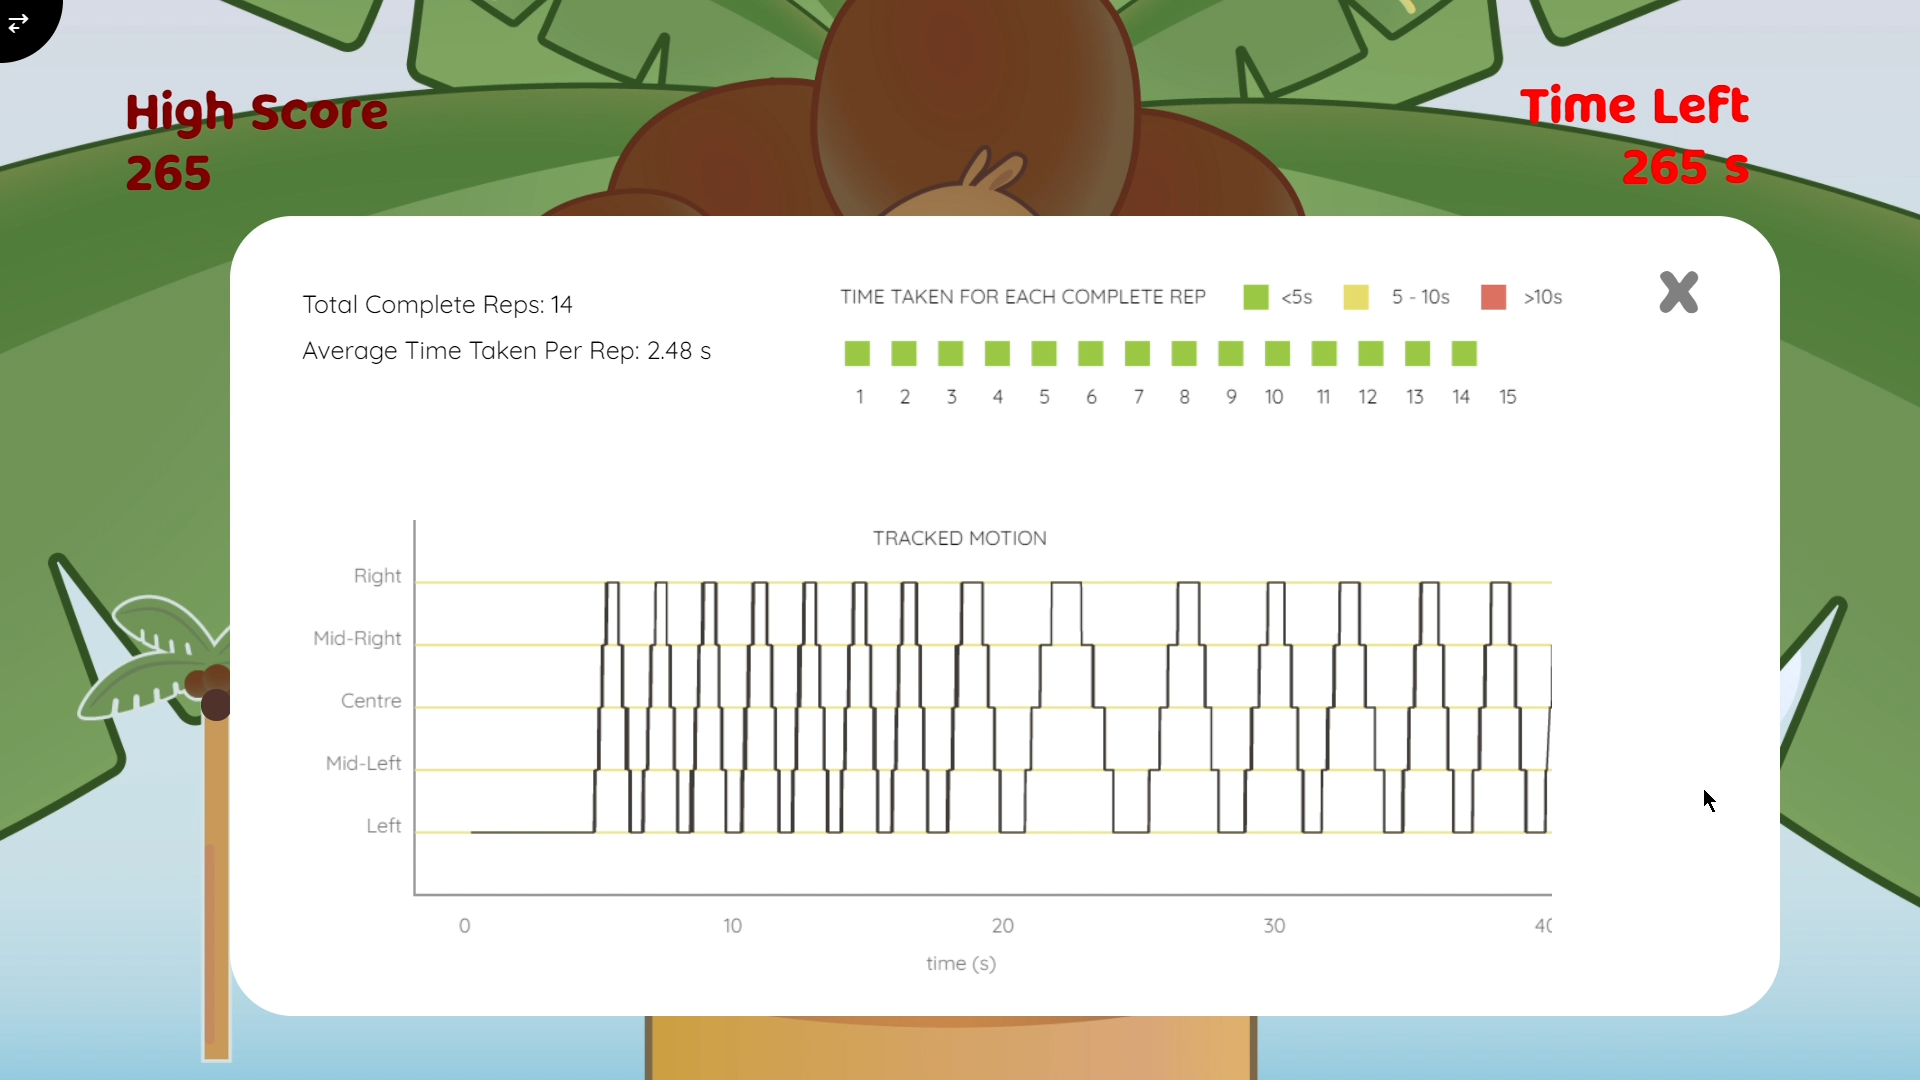 High Score
265
Time Left
265 s
Total Complete Reps: 14
Average Time Taken Per Rep: 2.48 s
TIME TAKEN FOR EACH COMPLETE REP <5s 5 - 10s >10s
1 2 3 4 5 6 7 8 9 10 11 12 13 14 15
TRACKED MOTION
Right
Mid-Right
Centre
Mid-Left
Left
0 10 20 30 40
time (s)